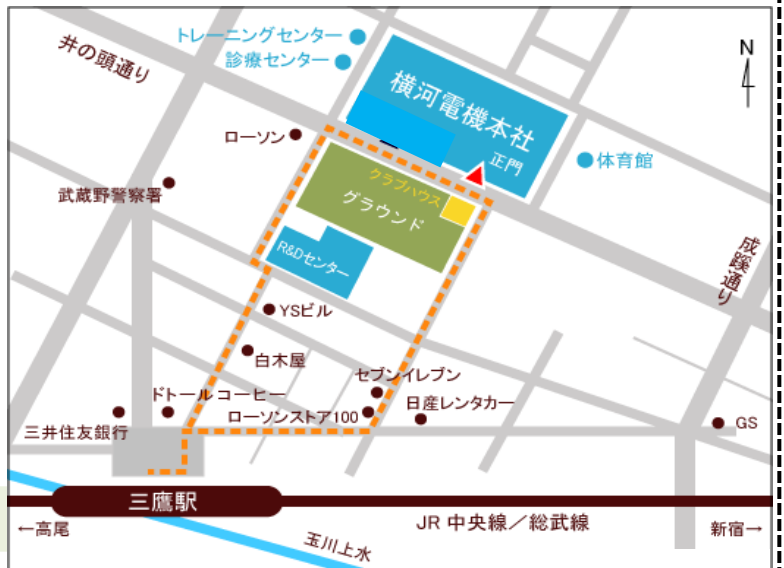 トレーニングセンター
診療センター
井の頭通り
N
横河電機本社
正門
体育館
ローソン
クラブハウス
グラウンド
武蔵野警察署
R&Dセンター
成蹊通り
YSビル
白木屋
セブンイレブン
ドトールコーヒー
ローソンストア100
日産レンタカー
三井住友銀行
GS
三鷹駅
←高尾
JR 中央線／総武線
新宿→
玉川上水